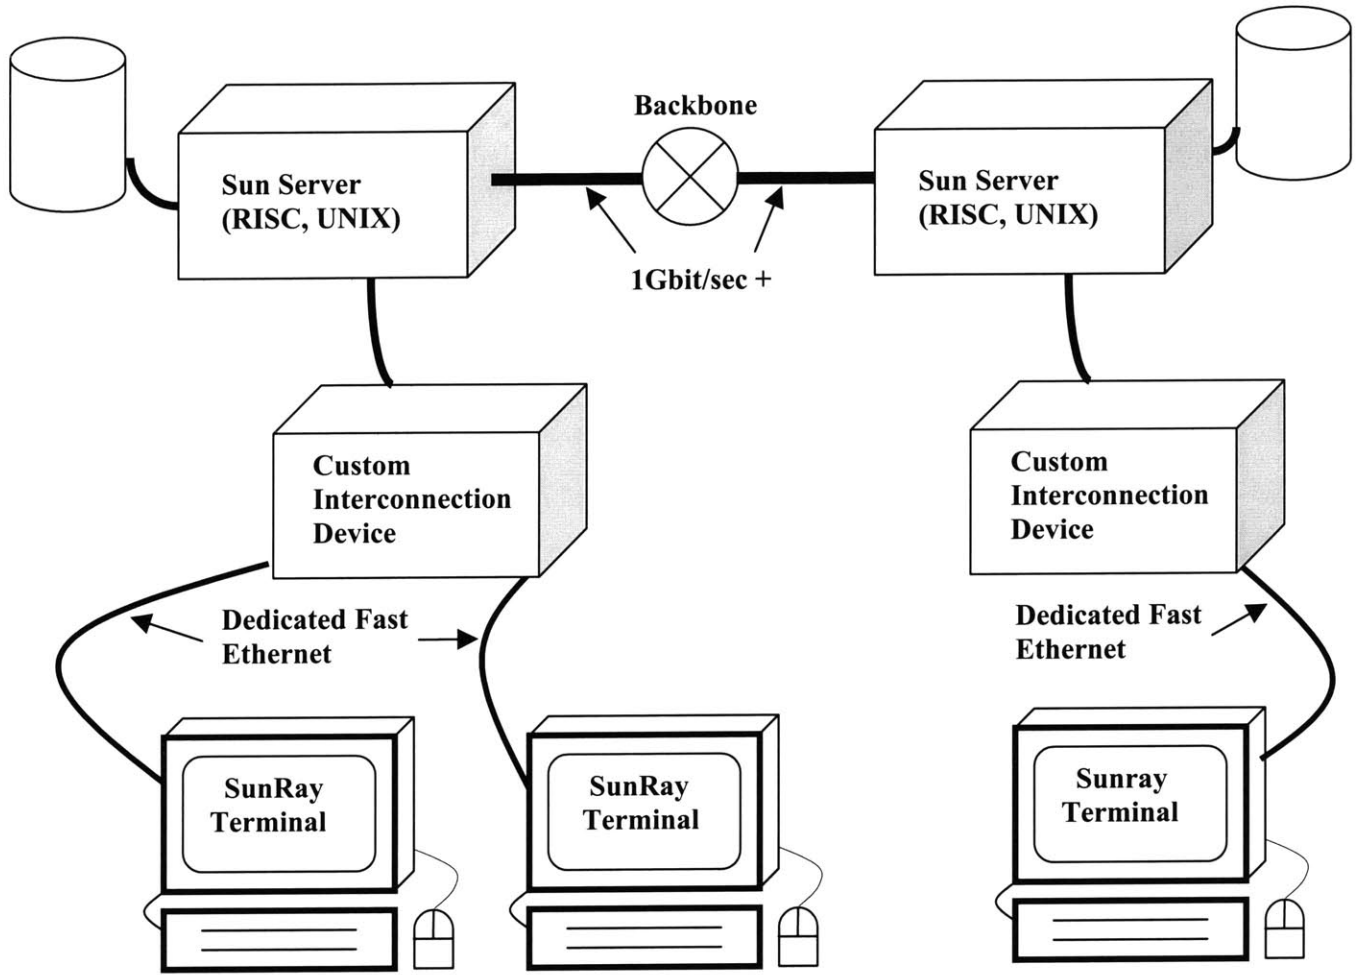 Backbone
Sun Server
(RISC, UNIX)
Sun Server
(RISC, UNIX)
1Gbit/sec +
Custom
Interconnection
Device
Custom
Interconnection
Device
Dedicated Fast
Ethernet
Dedicated Fast
Ethernet
SunRay
Terminal
SunRay
Terminal
Sunray
Terminal